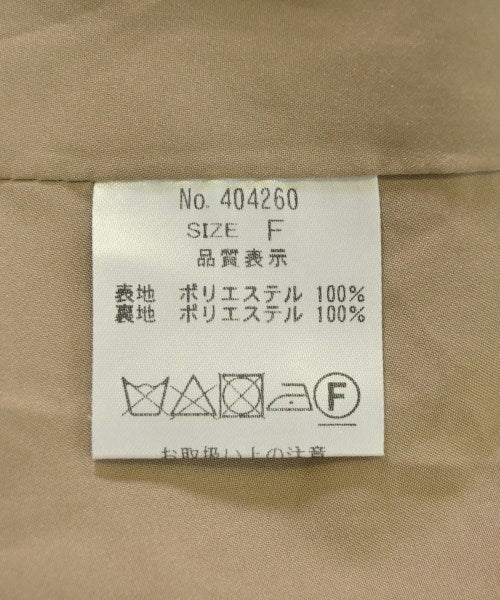 No. 404260
SIZE F
品質表示
表地 ポリエステル 100%
裏地 ポリエステル 100%
F
お取扱い上の注意